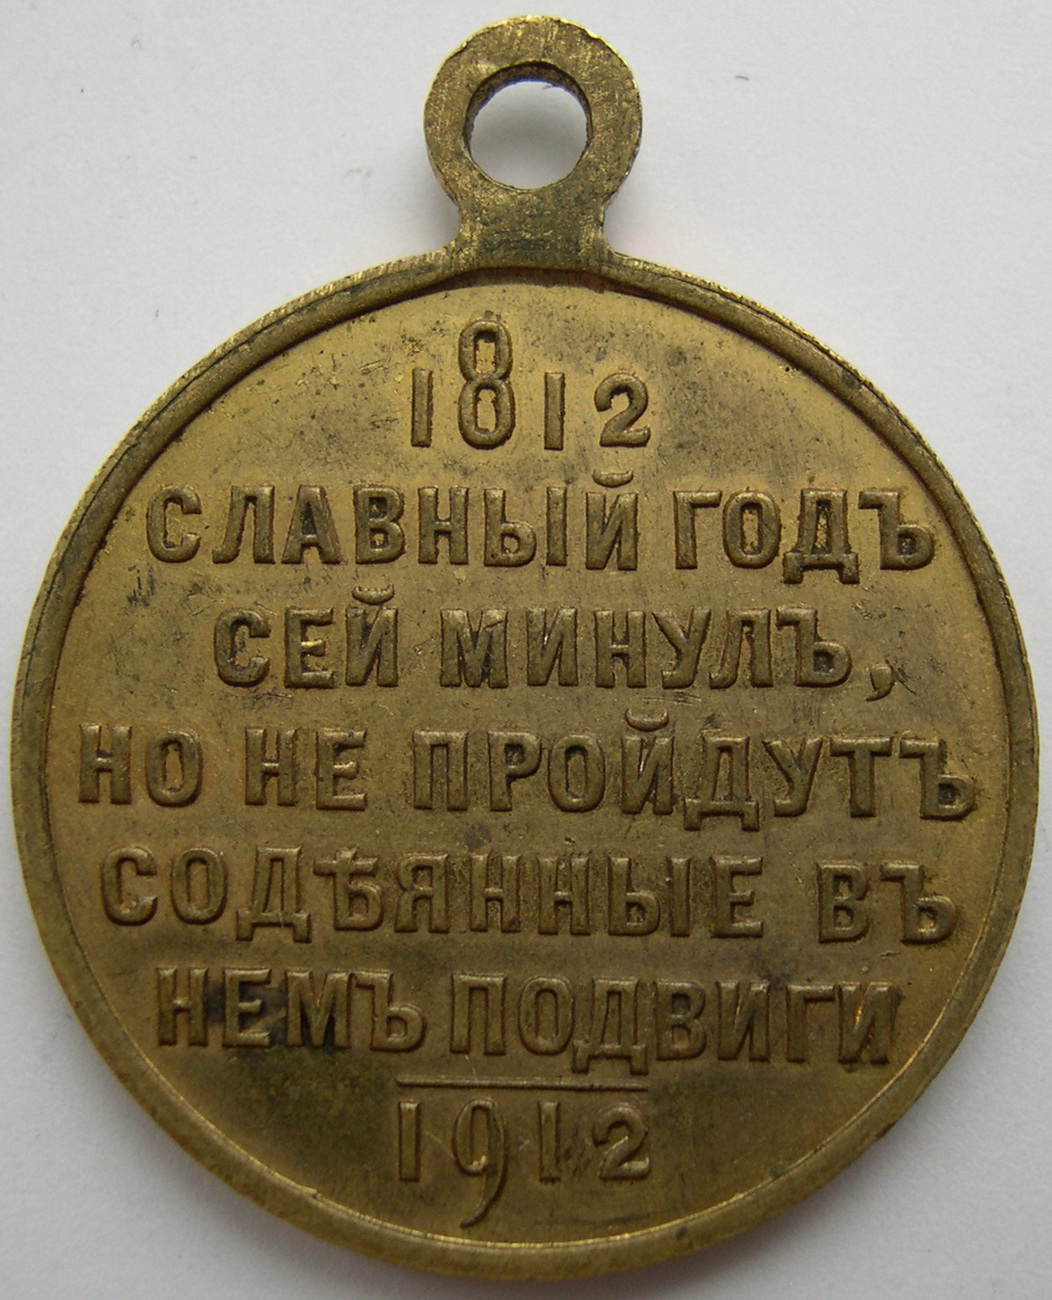 1812
СЛАВНЫЙ ГОДЪ
СЕЙ МИНУЛЪ,
НО НЕ ПРОЙДУТЪ
СОДѢЯННЫЕ ВЪ
НЕМЪ ПОДВИГИ
1912